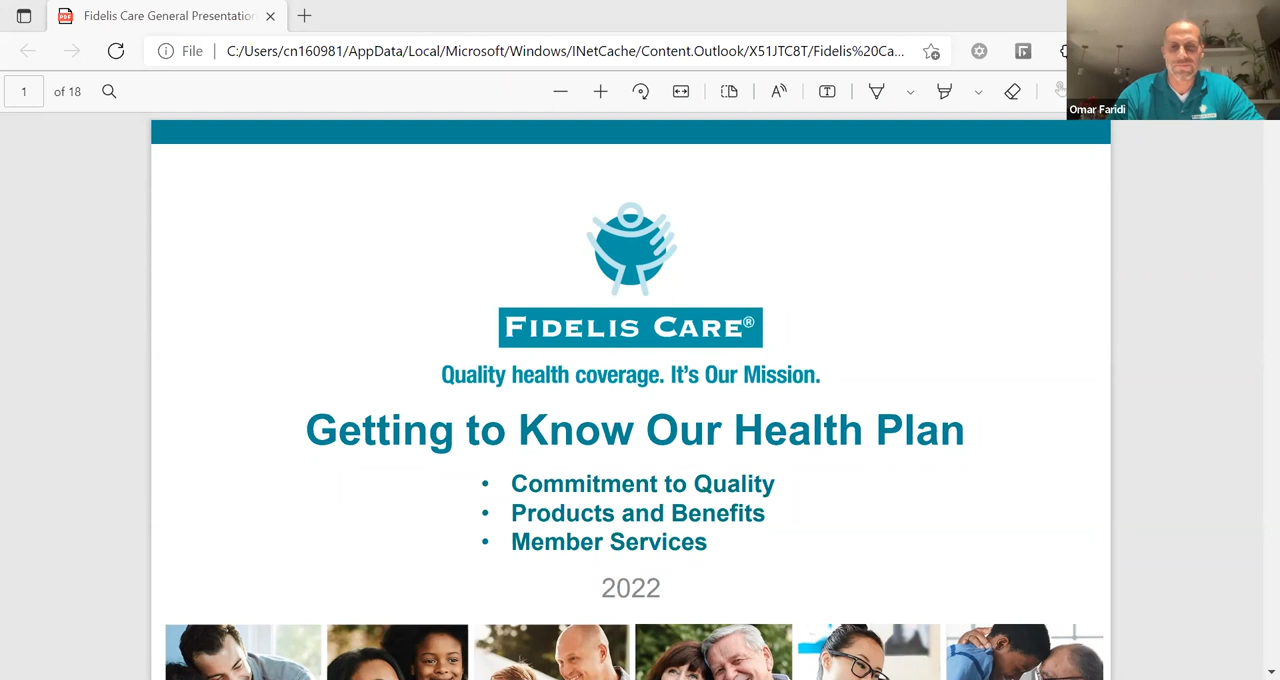 Fidelis Care General Presentation
File
C:/Users/cn160981/AppData/Local/Microsoft/Windows/INetCache/Content.Outlook/X51JTC8T/Fidelis%20Ca...
1 of 18
Omar Faridi
FIDELIS CARE®
Quality health coverage. It's Our Mission.
Getting to Know Our Health Plan
• Commitment to Quality
• Products and Benefits
• Member Services
2022